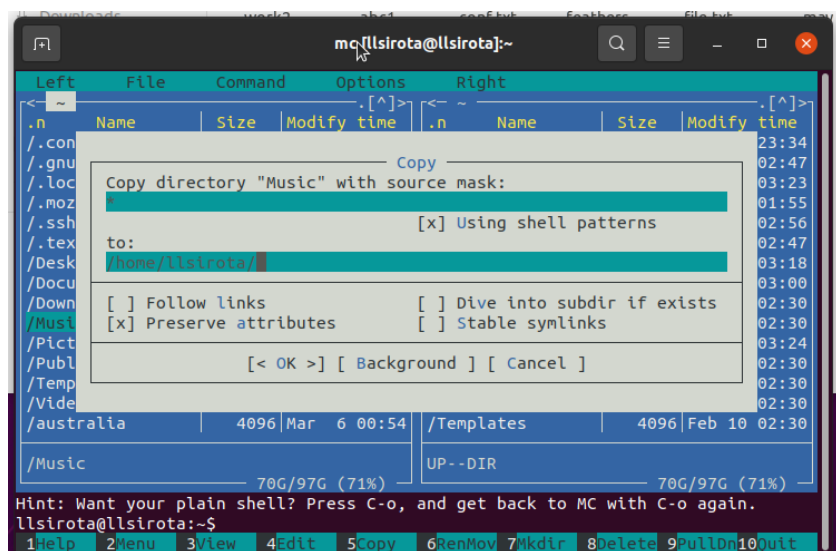 Downloads work2 abc1 conf.txt feathers file.txt may
mc [llsirota@llsirota]:~
Left File Command Options Right
<─ ~ .[^]> <─ ~ .[^]>
.n Name Size Modify time .n Name Size Modify time
/.con 23:34
/.gnu Copy 02:47
/.loc Copy directory "Music" with source mask: 03:23
/.moz * 01:55
/.ssh [x] Using shell patterns 02:56
/.tex to: 02:47
/Desk /home/llsirota/ 03:18
/Docu 03:00
/Down [ ] Follow links [ ] Dive into subdir if exists 02:30
/Musi [x] Preserve attributes [ ] Stable symlinks 02:30
/Pict 03:24
/Publ [< OK >] [ Background ] [ Cancel ] 02:30
/Temp 02:30
/Vide 02:30
/australia 4096 Mar 6 00:54 /Templates 4096 Feb 10 02:30
/Music UP--DIR
70G/97G (71%) 70G/97G (71%)
Hint: Want your plain shell? Press C-o, and get back to MC with C-o again.
llsirota@llsirota:~$
1Help 2Menu 3View 4Edit 5Copy 6RenMov 7Mkdir 8Delete 9PullDn 10Quit